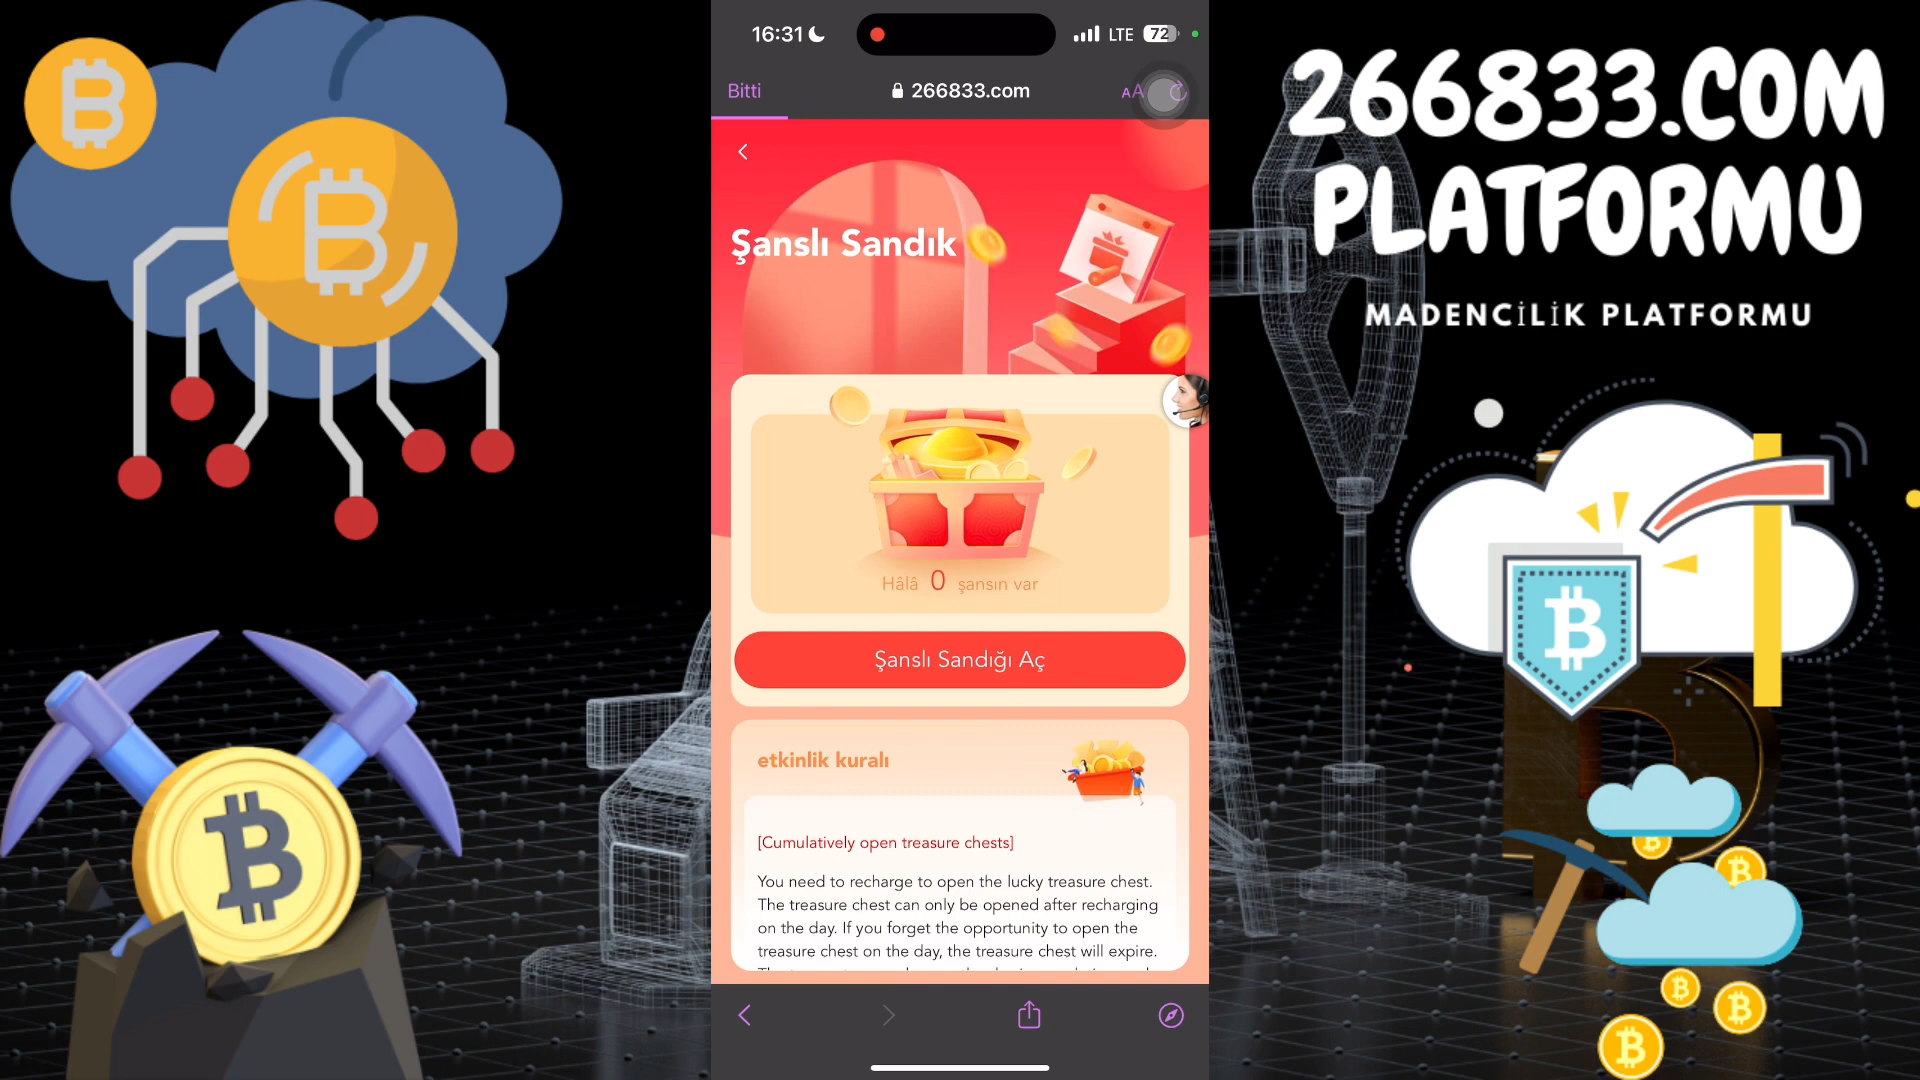 16:31
LTE
72
Bitti
266833.com
AA
Şanslı Sandık
Hâlâ 0 şansın var
Şanslı Sandığı Aç
etkinlik kuralı
[Cumulatively open treasure chests]
You need to recharge to open the lucky treasure chest.
The treasure chest can only be opened after recharging
on the day. If you forget the opportunity to open the
treasure chest on the day, the treasure chest will expire.
266833.COM
PLATFORMU
MADENCİLİK PLATFORMU